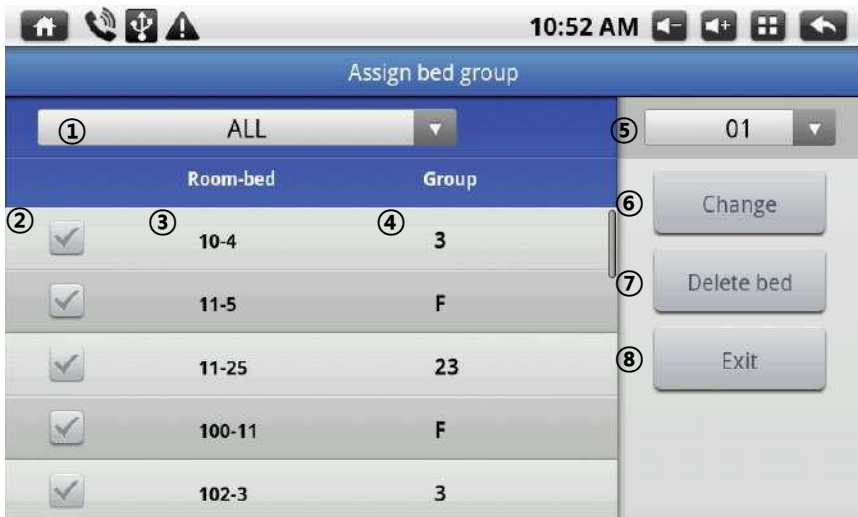 10:52 AM
Assign bed group
① ALL ⑤ 01
Room-bed Group
② ③ 10-4 ④ 3 ⑥ Change
11-5 F ⑦ Delete bed
11-25 23 ⑧ Exit
100-11 F
102-3 3